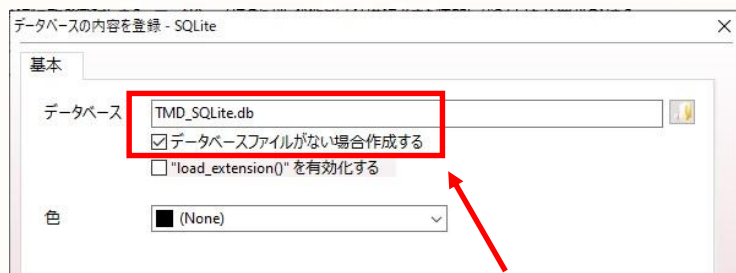 データベースの内容を登録 - SQLite
基本
データベース TMD_SQLite.db
データベースファイルがない場合作成する
"load_extension()" を有効化する
色 (None)